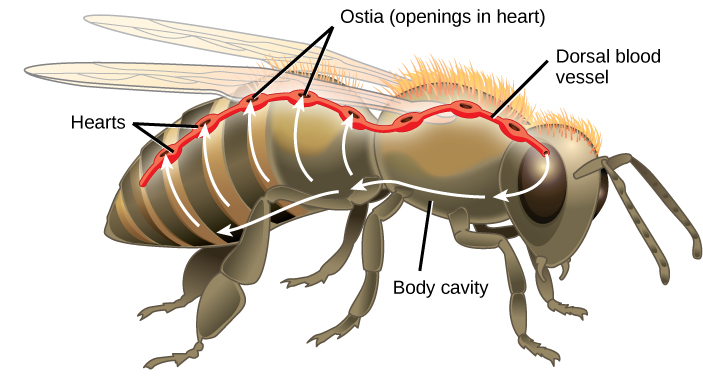 Ostia (openings in heart)
Dorsal blood
vessel
Hearts
Body cavity